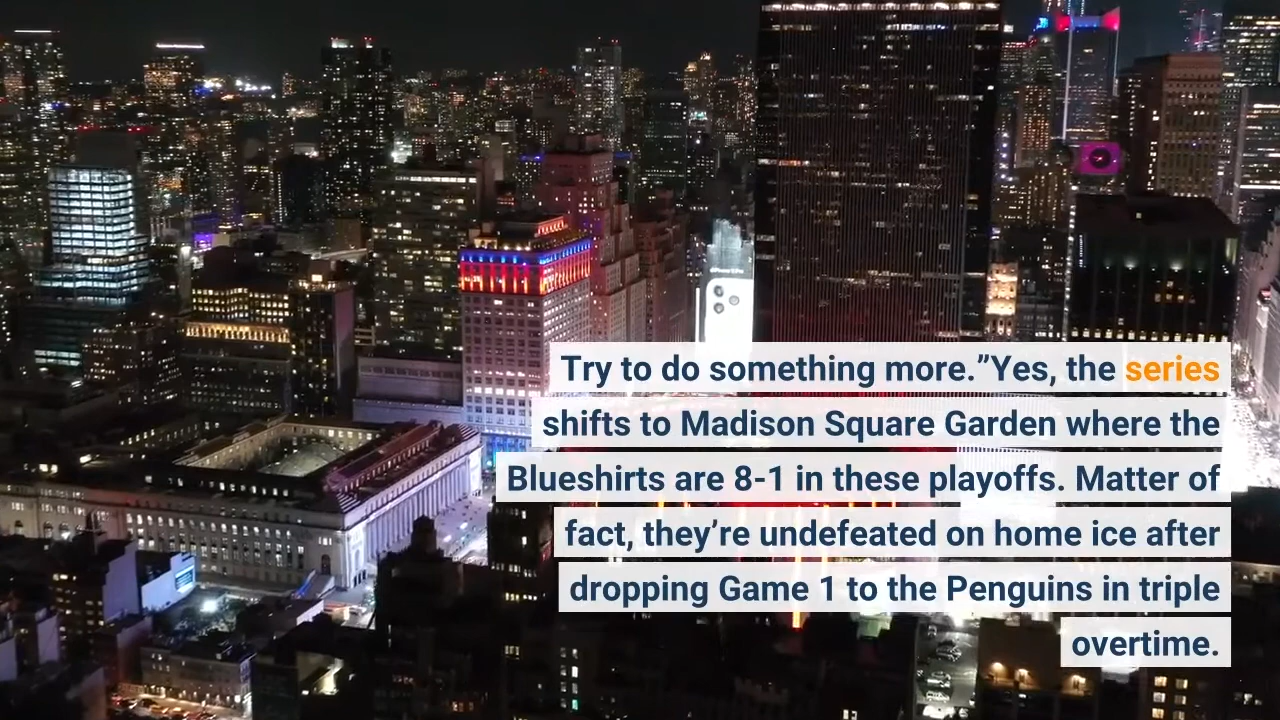 Try to do something more.”Yes, the series
shifts to Madison Square Garden where the
Blueshirts are 8-1 in these playoffs. Matter of
fact, they’re undefeated on home ice after
dropping Game 1 to the Penguins in triple
overtime.